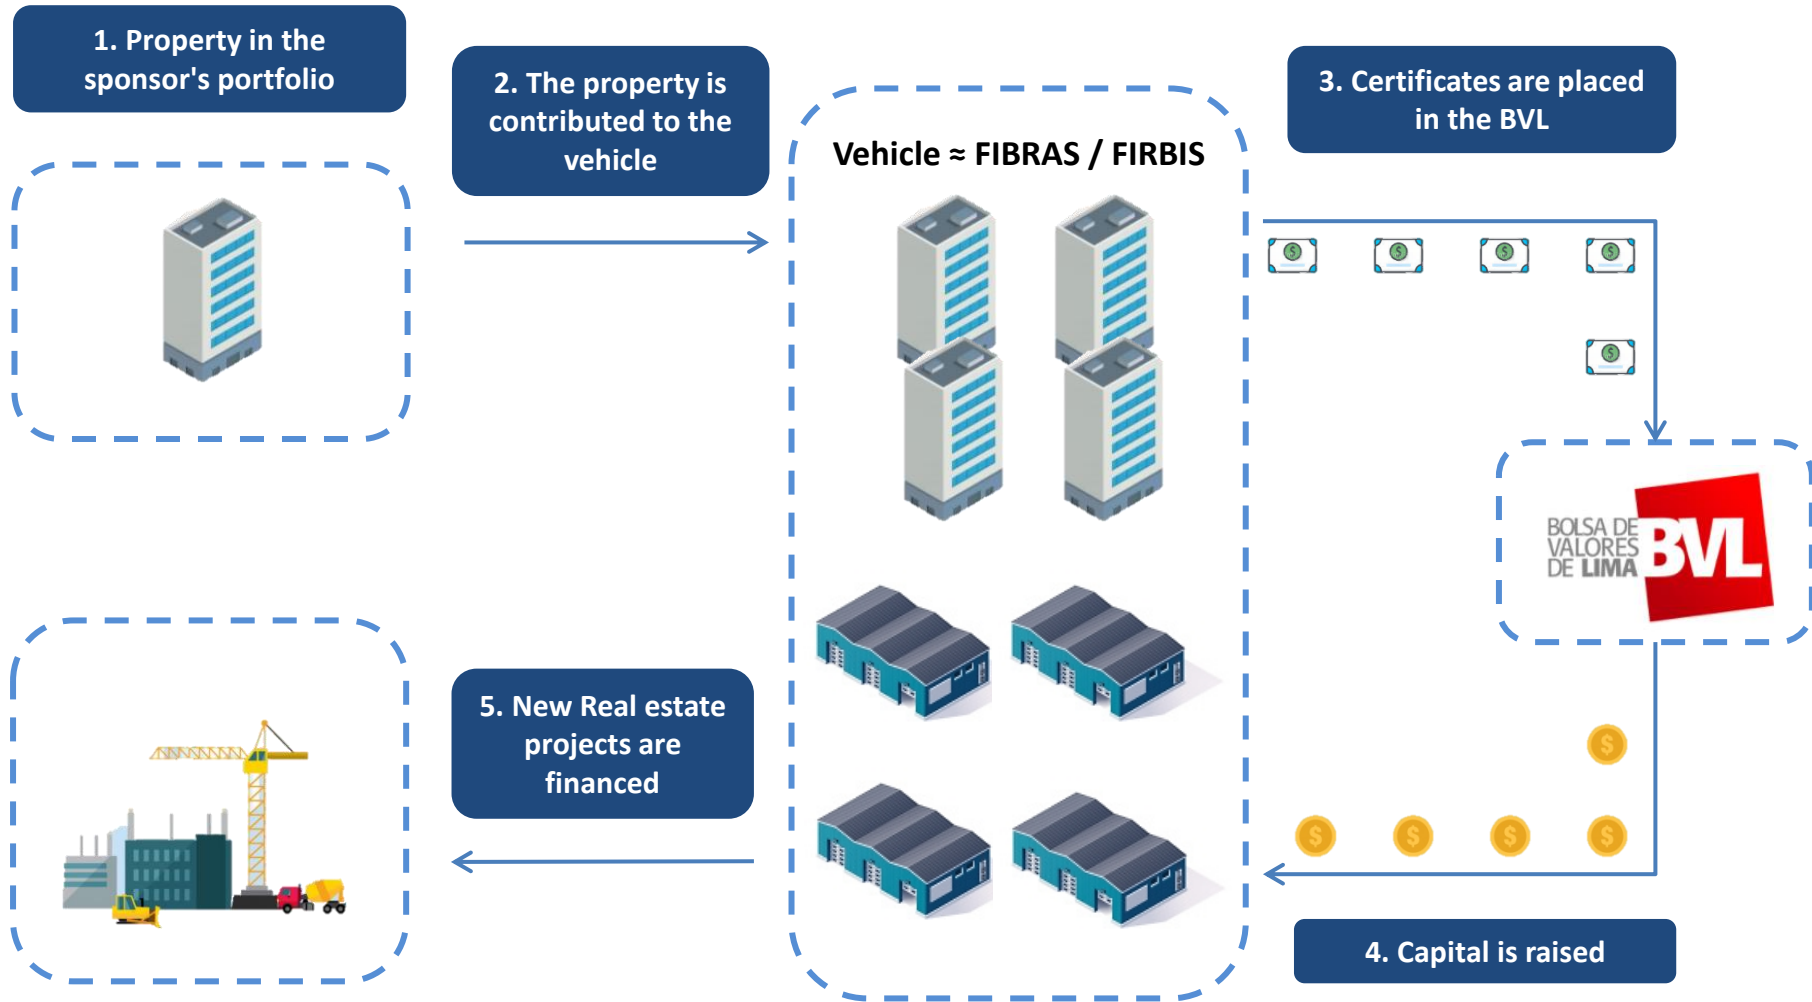 1. Property in the
sponsor's portfolio
2. The property is
contributed to the
vehicle
Vehicle ≈ FIBRAS / FIRBIS
3. Certificates are placed
in the BVL
$
$
$
$
$
BOLSA DE
VALORES
DE LIMA
BVL
$
$
$
$
$
4. Capital is raised
5. New Real estate
projects are
financed